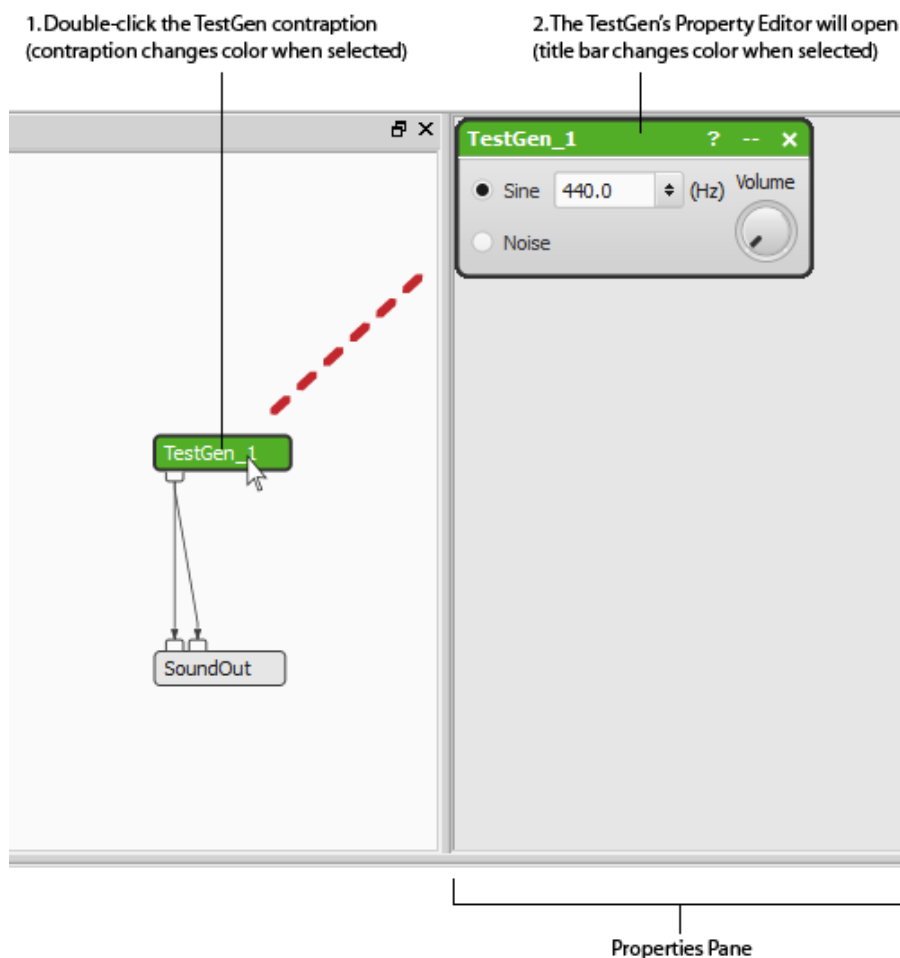 1. Double-click the TestGen contraption
(contraption changes color when selected)
2. The TestGen's Property Editor will open
(title bar changes color when selected)
TestGen_1 ? -- x
Sine 440.0 (Hz) Volume
Noise
TestGen_1
SoundOut
Properties Pane